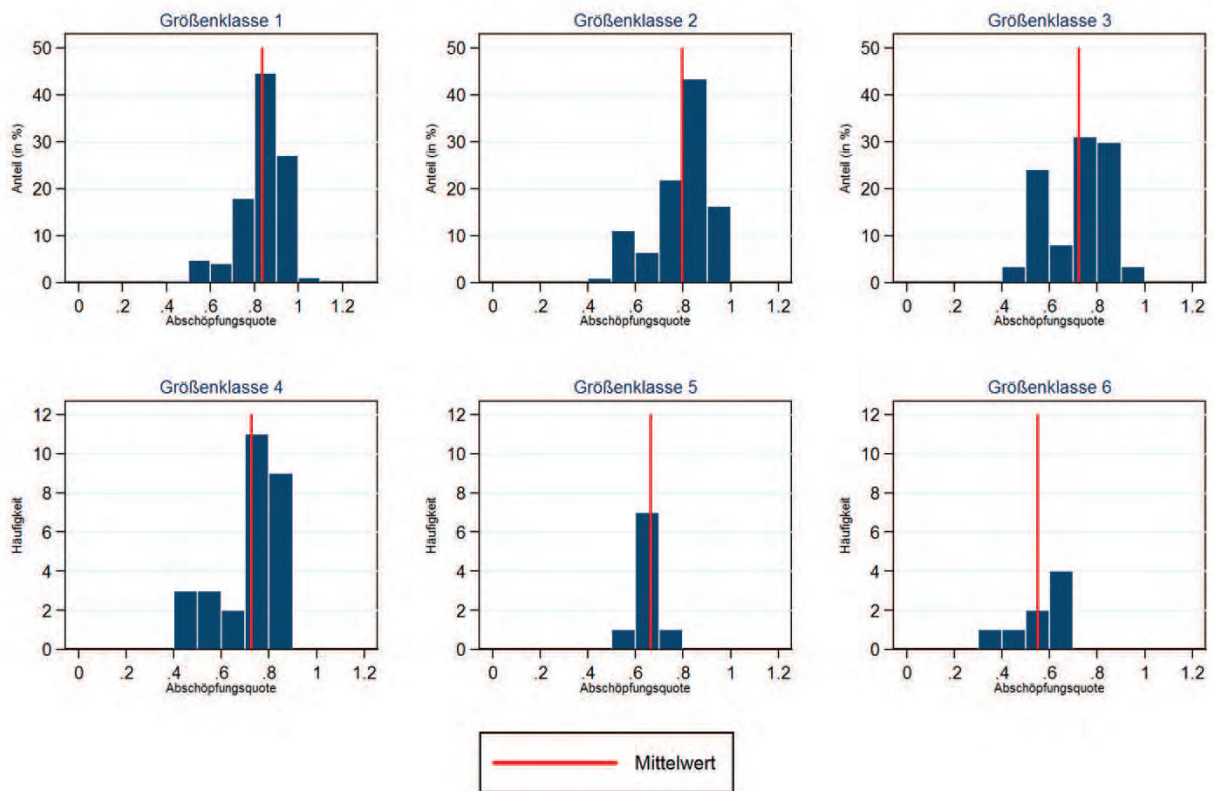 Größenklasse 1
Anteil (in %)
50
40
30
20
10
0
0 .2 .4 .6 .8 1 1.2
Abschöpfungsquote
Größenklasse 2
Anteil (in %)
50
40
30
20
10
0
0 .2 .4 .6 .8 1 1.2
Abschöpfungsquote
Größenklasse 3
Anteil (in %)
50
40
30
20
10
0
0 .2 .4 .6 .8 1 1.2
Abschöpfungsquote
Größenklasse 4
Häufigkeit
12
10
8
6
4
2
0
0 .2 .4 .6 .8 1 1.2
Abschöpfungsquote
Größenklasse 5
Häufigkeit
12
10
8
6
4
2
0
0 .2 .4 .6 .8 1 1.2
Abschöpfungsquote
Größenklasse 6
Häufigkeit
12
10
8
6
4
2
0
0 .2 .4 .6 .8 1 1.2
Abschöpfungsquote
Mittelwert